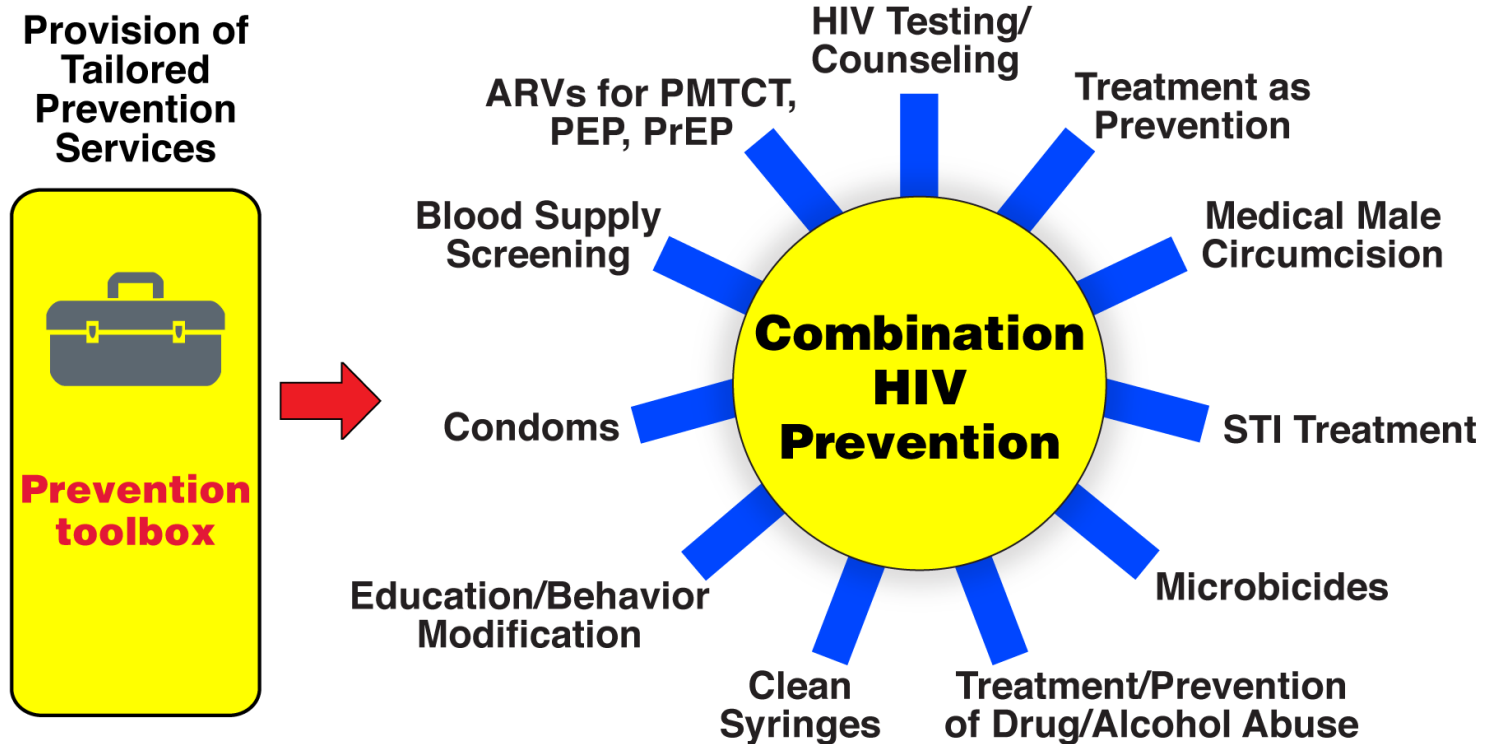 Provision of
Tailored
Prevention
Services
Prevention
toolbox
HIV Testing/
Counseling
Treatment as
Prevention
Medical Male
Circumcision
STI Treatment
Microbicides
Treatment/Prevention
of Drug/Alcohol Abuse
Clean
Syringes
Education/Behavior
Modification
Condoms
Blood Supply
Screening
ARVs for PMTCT,
PEP, PrEP
Combination
HIV
Prevention